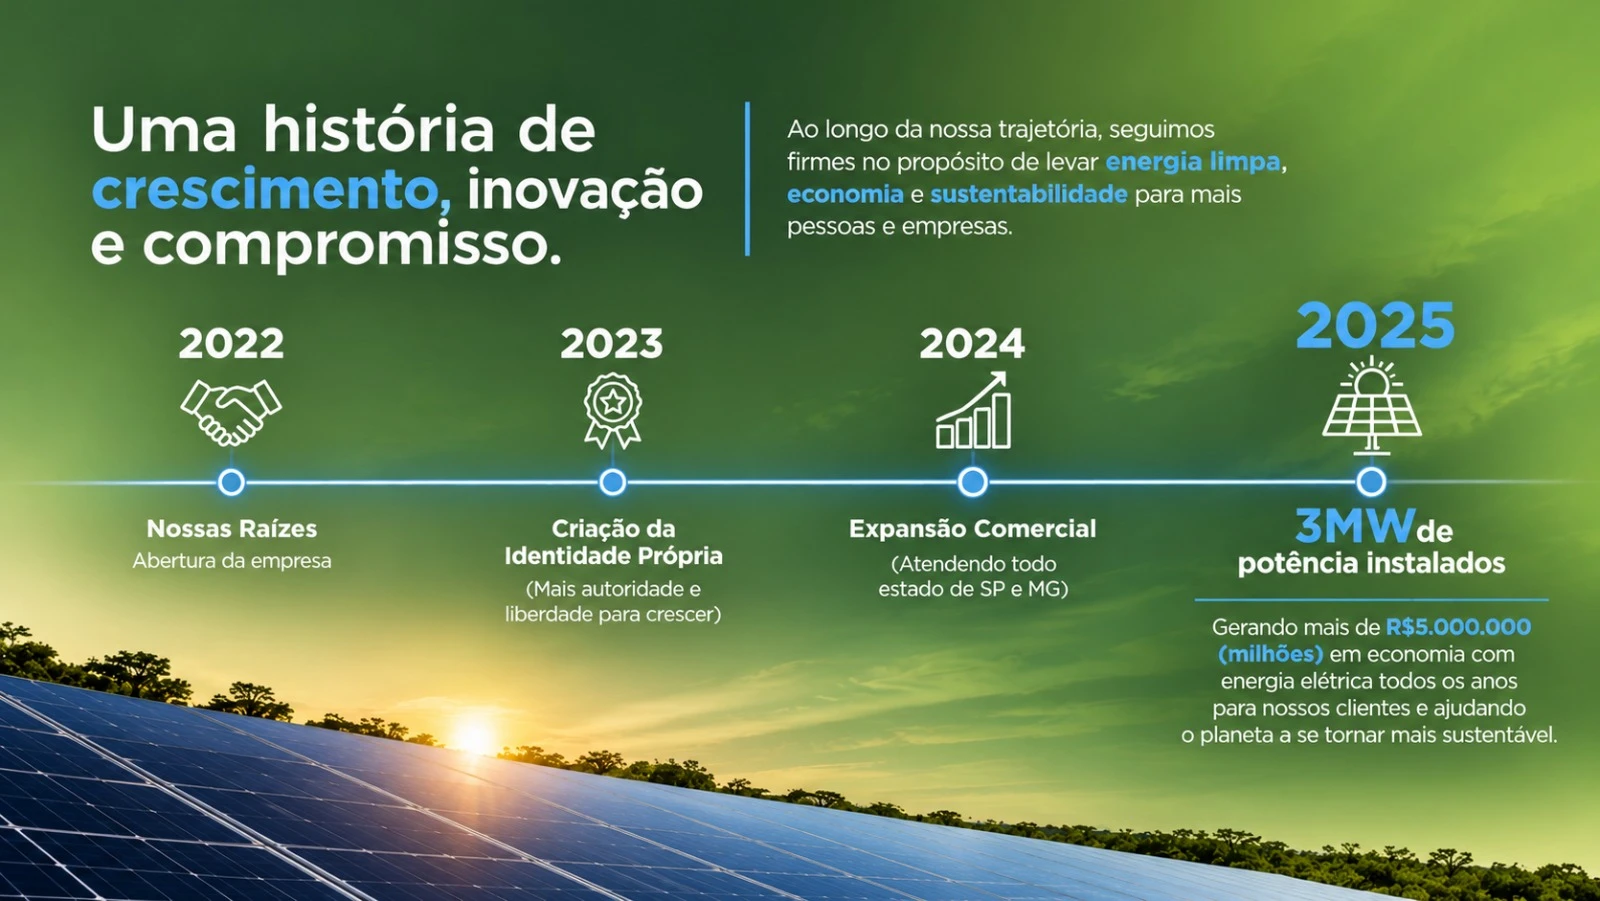 Uma história de
crescimento, inovação
e compromisso.
Ao longo da nossa trajetória, seguimos
firmes no propósito de levar energia limpa,
economia e sustentabilidade para mais
pessoas e empresas.
2022
Nossas Raízes
Abertura da empresa
2023
Criação da
Identidade Própria
(Mais autoridade e
liberdade para crescer)
2024
Expansão Comercial
(Atendendo todo
estado de SP e MG)
2025
3MW de
potência instalados
Gerando mais de R$5.000.000
(milhões) em economia com
energia elétrica todos os anos
para nossos clientes e ajudando
o planeta a se tornar mais sustentável.